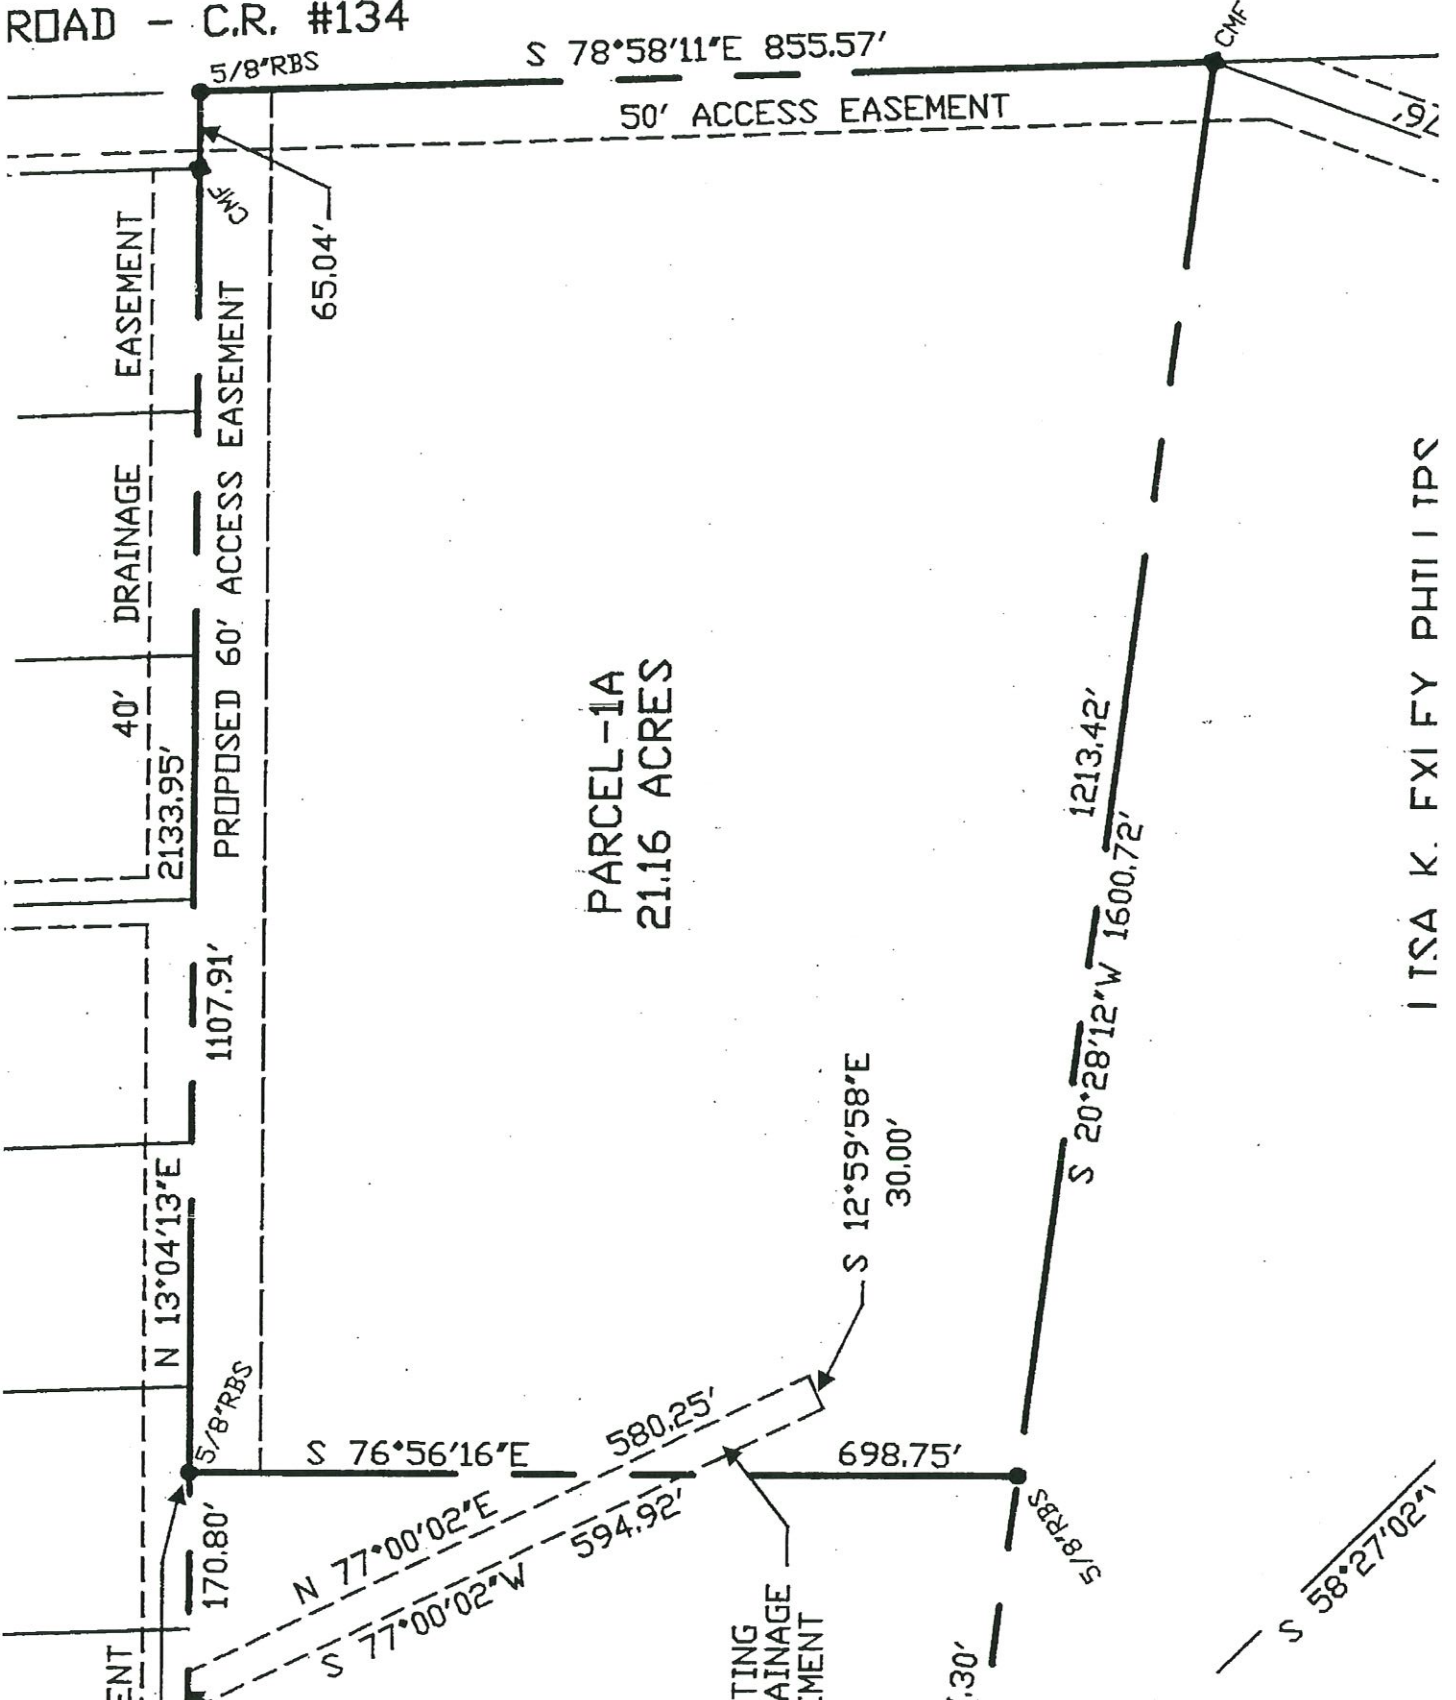 ROAD - C.R. #134
5/8"RBS
S 78°58'11"E 855.57'
CMF
50' ACCESS EASEMENT
CMF
65.04'
40' DRAINAGE EASEMENT
PROPOSED 60' ACCESS EASEMENT
2133.95'
1107.91'
N 13°04'13"E
PARCEL-1A
21.16 ACRES
1213.42'
S 20°28'12"W 1600.72'
S 12°59'58"E
30.00'
5/8"RBS
S 76°56'16"E
580.25'
698.75'
N 77°00'02"E
594.92'
S 77°00'02"W
170.80'
5/8"RBS
S 58°27'02"